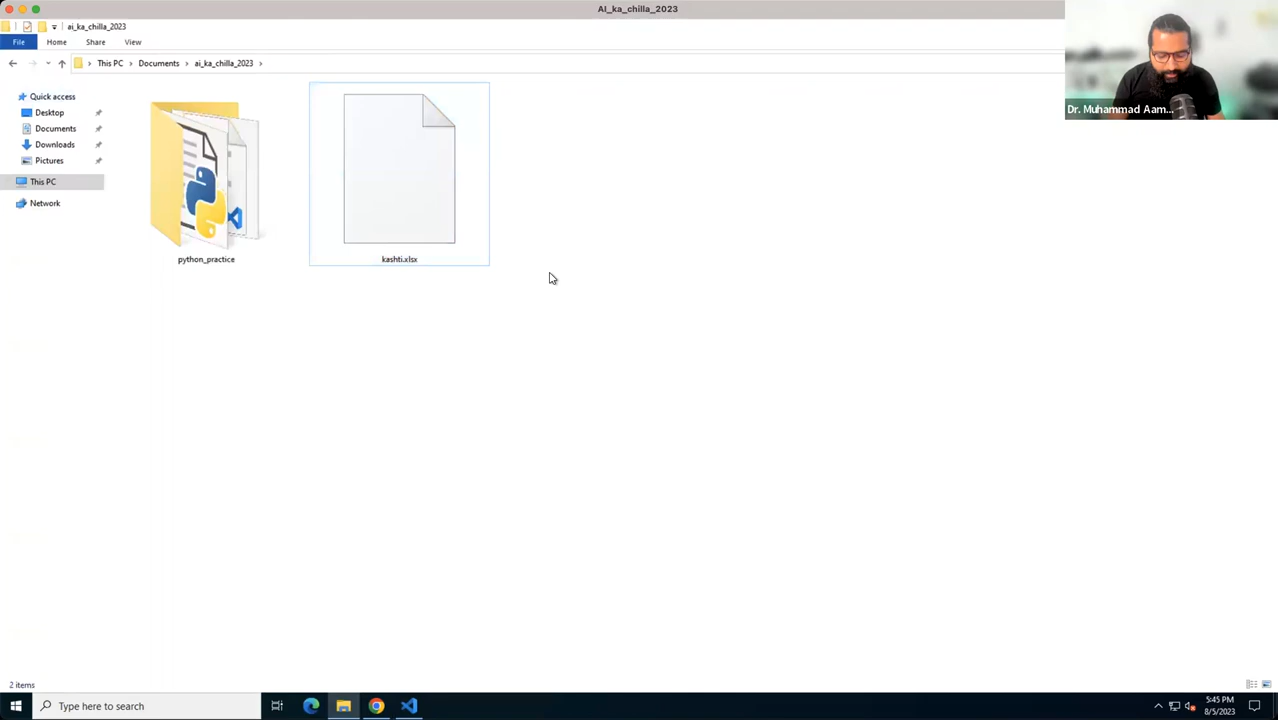 AI_ka_chilla_2023
ai_ka_chilla_2023
File Home Share View
This PC Documents ai_ka_chilla_2023
Quick access
Desktop
Documents
Downloads
Pictures
This PC
Network
python_practice
kashti.xlsx
Dr. Muhammad Aam...
2 items
Type here to search
5:45 PM
8/5/2023